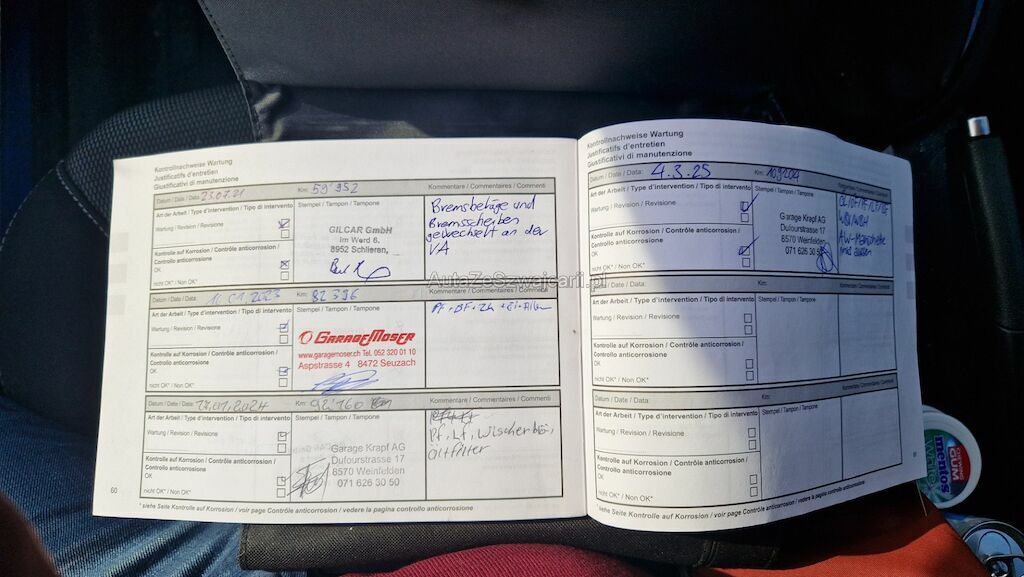 Kontrollnachweise Wartung
Justificatifs d'entretien
Giustificativi di manutenzione
Datum / Date / Data: 23.07.21 Km: 59'952 Kommentare / Commentaires / Commenti
Art der Arbeit / Type d'intervention / Tipo di intervento Stempel / Tampon / Tampone
Wartung / Revision / Revisione
Kontrolle auf Korrosion / Contrôle anticorrosion /
Controllo anticorrosione
OK
nicht OK* / Non OK*
GILCAR GmbH
im Werd 6,
8952 Schlieren,
Bremsbeläge und
Bremsscheiben
gewechselt an der
VA
Datum / Date / Data: 11.01.2023 Km: 82 396 Kommentare / Commentaires / Commenti
Art der Arbeit / Type d'intervention / Tipo di intervento Stempel / Tampon / Tampone
Wartung / Revision / Revisione
Kontrolle auf Korrosion / Contrôle anticorrosion /
Controllo anticorrosione
OK
nicht OK* / Non OK*
GARAGEMOSER
www.garagemoser.ch Tel. 052 320 01 10
Aspstrasse 4 8472 Seuzach
Datum / Date / Data: 17.01.2024 Km: 92'160 Km Kommentare / Commentaires / Commenti
Art der Arbeit / Type d'intervention / Tipo di intervento Stempel / Tampon / Tampone
Wartung / Revision / Revisione
Kontrolle auf Korrosion / Contrôle anticorrosion /
Controllo anticorrosione
OK
nicht OK* / Non OK*
Garage Krapf AG
Dufourstrasse 17
8570 Weinfelden
071 626 30 50
Pf, Lf, Wischer
Ölfilter
60
* siehe Seite Kontrolle auf Korrosion / voir page Contrôle anticorrosion / vedere la pagina controllo anticorrosione
Kontrollnachweise Wartung
Justificatifs d'entretien
Giustificativi di manutenzione
Datum / Date / Data: 4.3.25 Km: Kommentare / Commentaires / Commenti
Art der Arbeit / Type d'intervention / Tipo di intervento Stempel / Tampon / Tampone
Wartung / Revision / Revisione
Kontrolle auf Korrosion / Contrôle anticorrosion /
Controllo anticorrosione
OK
nicht OK* / Non OK*
Garage Krapf AG
Dufourstrasse 17
8570 Weinfelden
071 626 30 50
Datum / Date / Data: Km: Kommentare / Commentaires / Commenti
Art der Arbeit / Type d'intervention / Tipo di intervento Stempel / Tampon / Tampone
Wartung / Revision / Revisione
Kontrolle auf Korrosion / Contrôle anticorrosion /
Controllo anticorrosione
OK
nicht OK* / Non OK*
Datum / Date / Data: Km: Kommentare / Commentaires / Commenti
Art der Arbeit / Type d'intervention / Tipo di intervento Stempel / Tampon / Tampone
Wartung / Revision / Revisione
Kontrolle auf Korrosion / Contrôle anticorrosion /
Controllo anticorrosione
OK
nicht OK* / Non OK*
* siehe Seite Kontrolle auf Korrosion / voir page Contrôle anticorrosion / vedere la pagina controllo anticorrosione
AutaZeSzwajcarii.pl
CHEWING
GUM
mentos
White